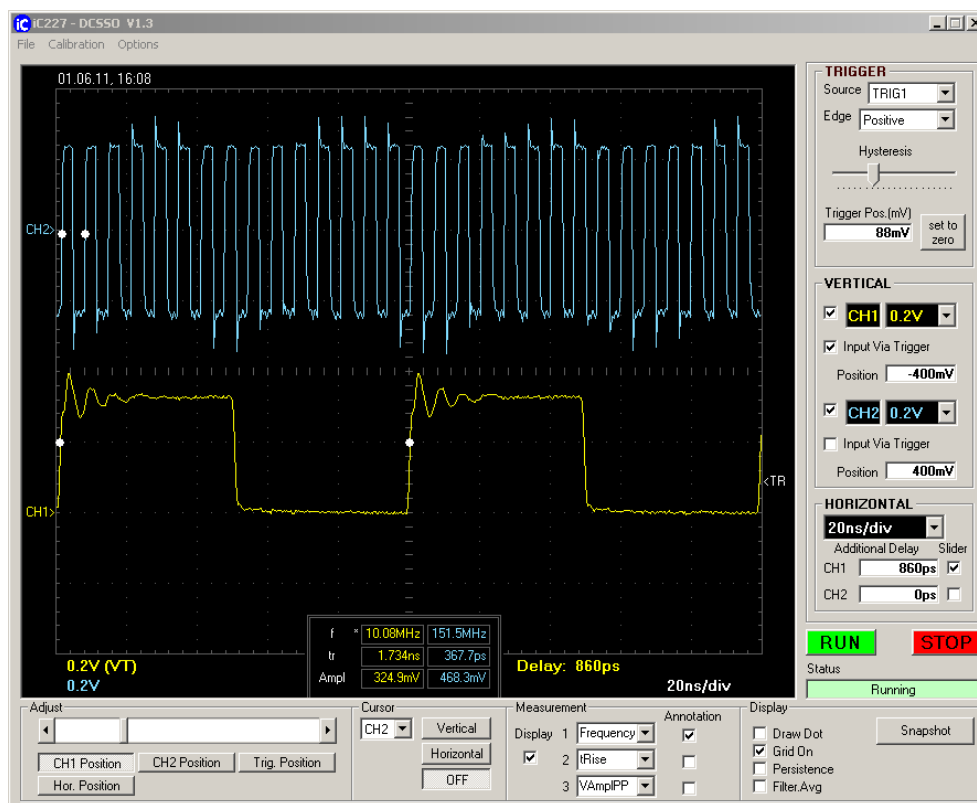 iC iC227 - DCSSO V1.3
File Calibration Options
01.06.11, 16:08
CH2>
CH1>
<TR
f * 10.08MHz 151.5MHz
tr 1.734ns 367.7ps
Ampl 324.9mV 468.3mV
0.2V (VT)
0.2V
Delay: 860ps
20ns/div
TRIGGER
Source TRIG1
Edge Positive
Hysteresis
Trigger Pos.(mV)
88mV
set to
zero
VERTICAL
CH1 0.2V
Input Via Trigger
Position -400mV
CH2 0.2V
Input Via Trigger
Position 400mV
HORIZONTAL
20ns/div
Additional Delay Slider
CH1 860ps
CH2 0ps
RUN STOP
Status
Running
Adjust
CH1 Position CH2 Position Trig. Position
Hor. Position
Cursor
CH2 Vertical
Horizontal
OFF
Measurement
Annotation
Display 1 Frequency
2 tRise
3 VAmplPP
Display
Draw Dot
Grid On
Persistence
Filter.Avg
Snapshot